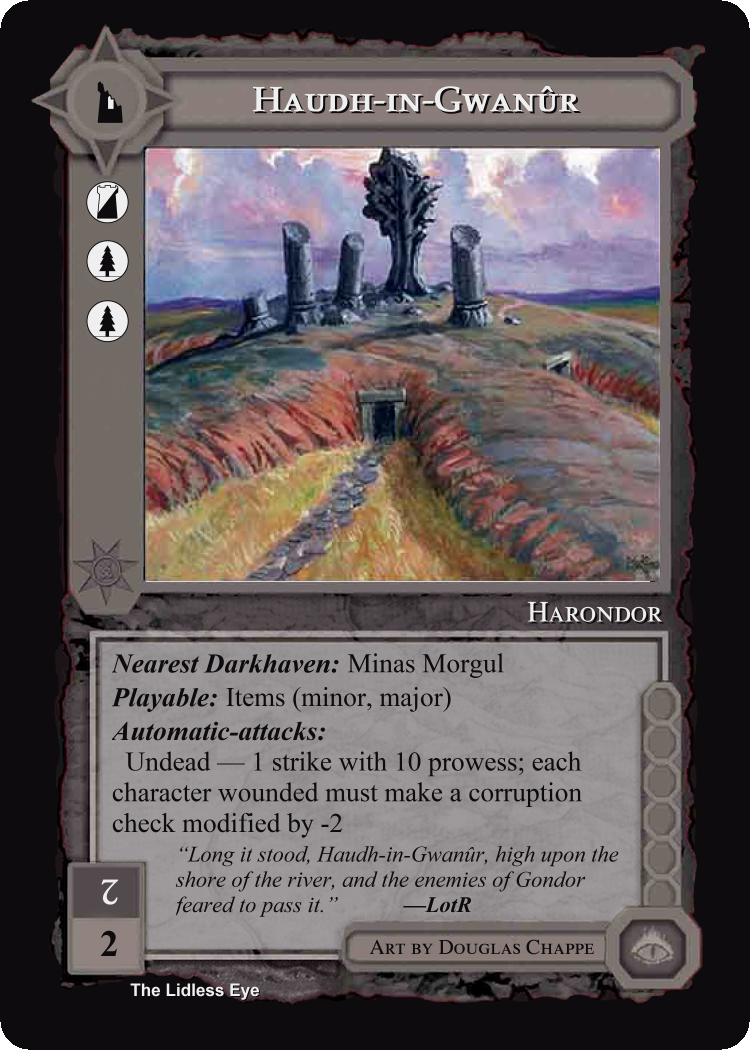 Haudh-in-Gwanûr
Harondor
Nearest Darkhaven: Minas Morgul
Playable: Items (minor, major)
Automatic-attacks:
Undead — 1 strike with 10 prowess; each
character wounded must make a corruption
check modified by -2
“Long it stood, Haudh-in-Gwanûr, high upon the
shore of the river, and the enemies of Gondor
feared to pass it.” —LotR
2
2
Art by Douglas Chappe
The Lidless Eye